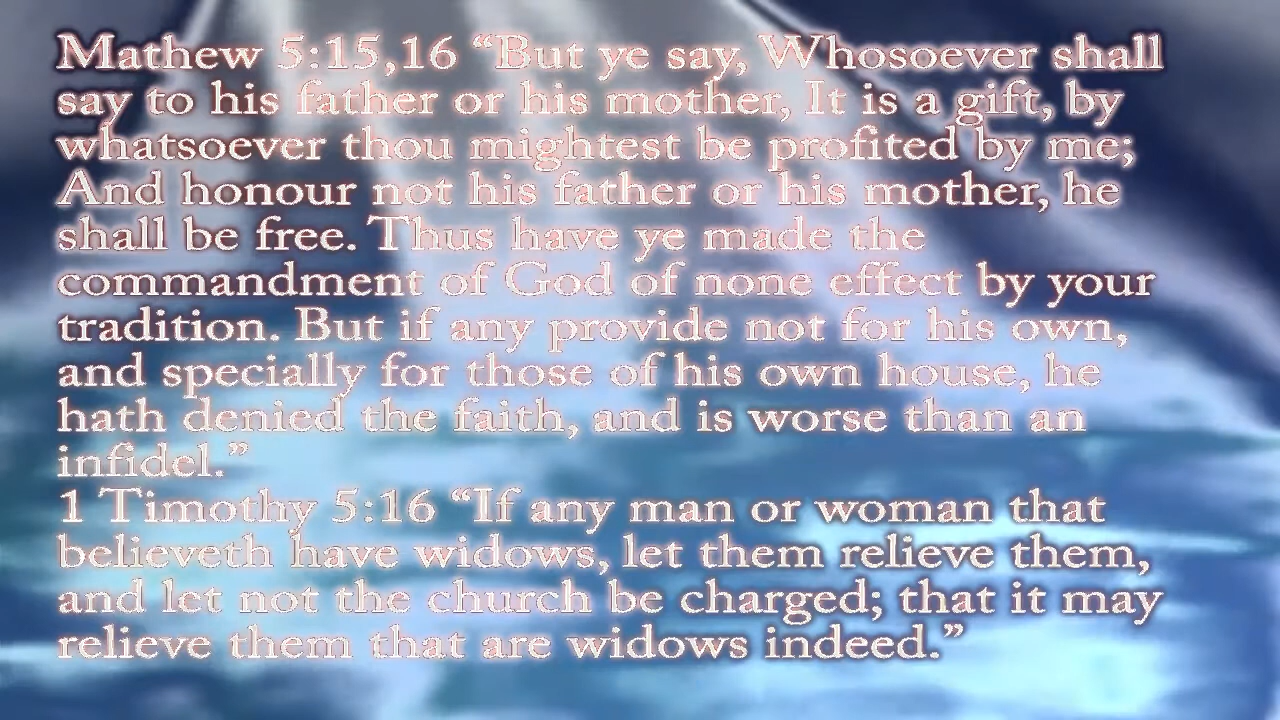 Mathew 5:15,16 “But ye say, Whosoever shall
say to his father or his mother, It is a gift, by
whatsoever thou mightest be profited by me;
And honour not his father or his mother, he
shall be free. Thus have ye made the
commandment of God of none effect by your
tradition. But if any provide not for his own,
and specially for those of his own house, he
hath denied the faith, and is worse than an
infidel.”
1 Timothy 5:16 “If any man or woman that
believeth have widows, let them relieve them,
and let not the church be charged; that it may
relieve them that are widows indeed.”